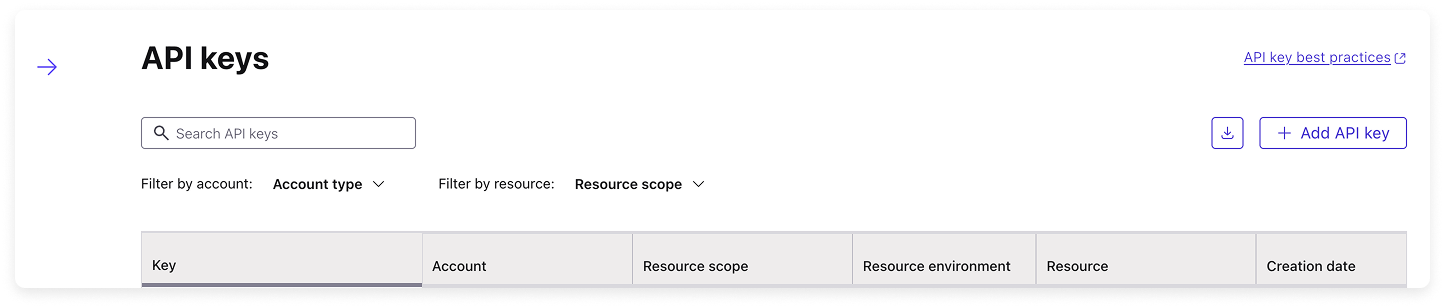 API keys
API key best practices
Search API keys
Add API key
Filter by account: Account type Filter by resource: Resource scope
Key Account Resource scope Resource environment Resource Creation date